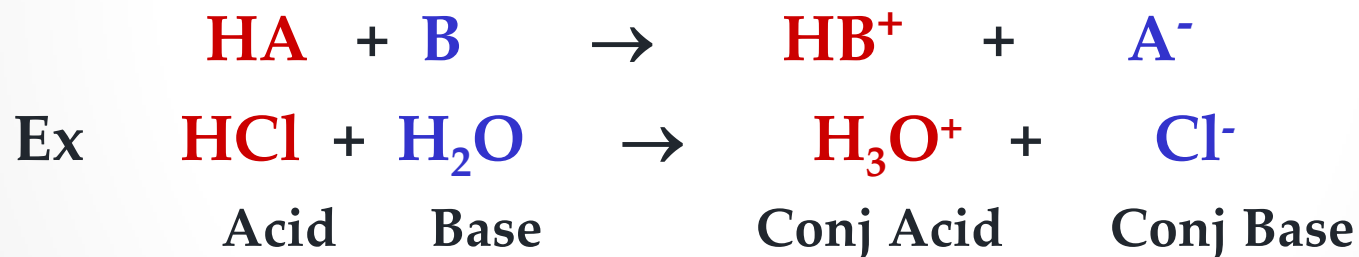 HA + B → HB⁺ + A⁻
Ex HCl + H₂O → H₃O⁺ + Cl⁻
Acid Base Conj Acid Conj Base